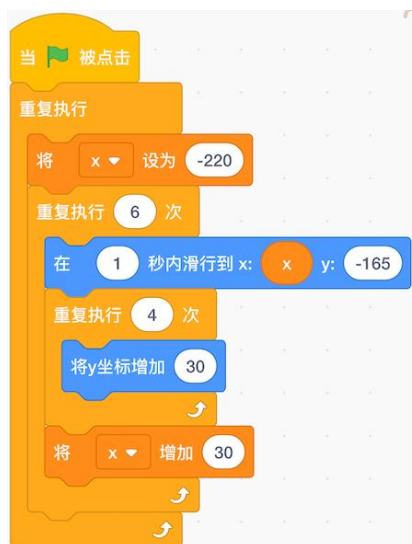 当 被点击
重复执行
将 x 设为 -220
重复执行 6 次
在 1 秒内滑行到 x: x y: -165
重复执行 4 次
将y坐标增加 30
将 x 增加 30